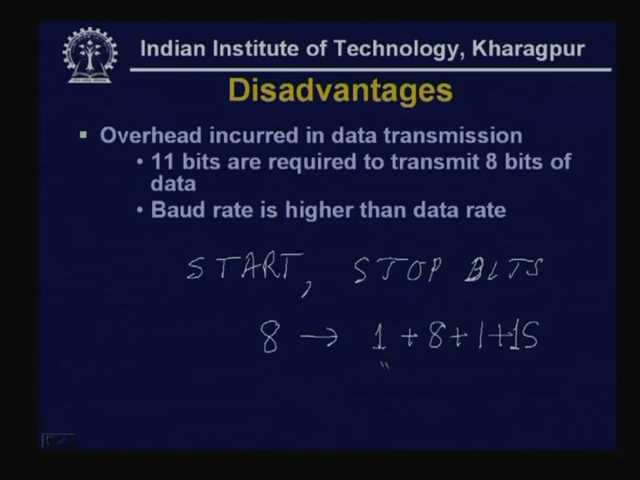 Indian Institute of Technology, Kharagpur
Disadvantages
▪ Overhead incurred in data transmission
• 11 bits are required to transmit 8 bits of
data
• Baud rate is higher than data rate
START, STOP BITS
8 → 1 + 8 + 1 + 1S